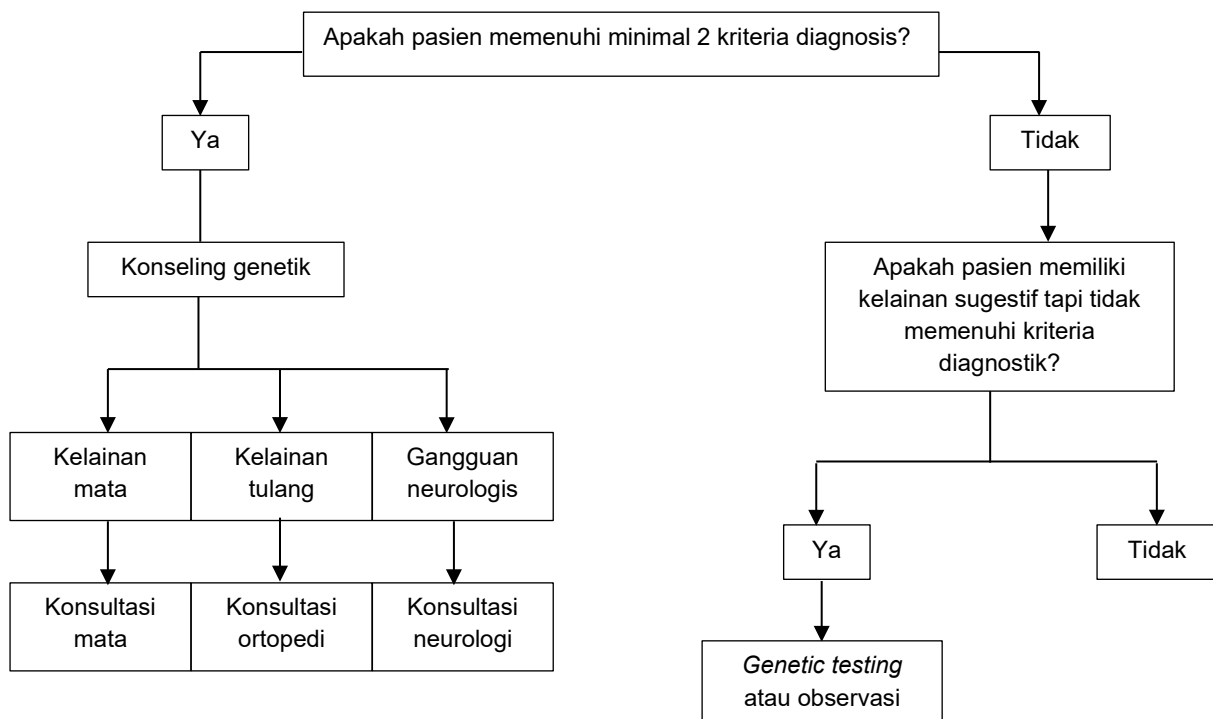 Apakah pasien memenuhi minimal 2 kriteria diagnosis?
Ya
Tidak
Konseling genetik
Apakah pasien memiliki
kelainan sugestif tapi tidak
memenuhi kriteria
diagnostik?
Kelainan
mata
Kelainan
tulang
Gangguan
neurologis
Ya
Tidak
Konsultasi
mata
Konsultasi
ortopedi
Konsultasi
neurologi
Genetic testing
atau observasi